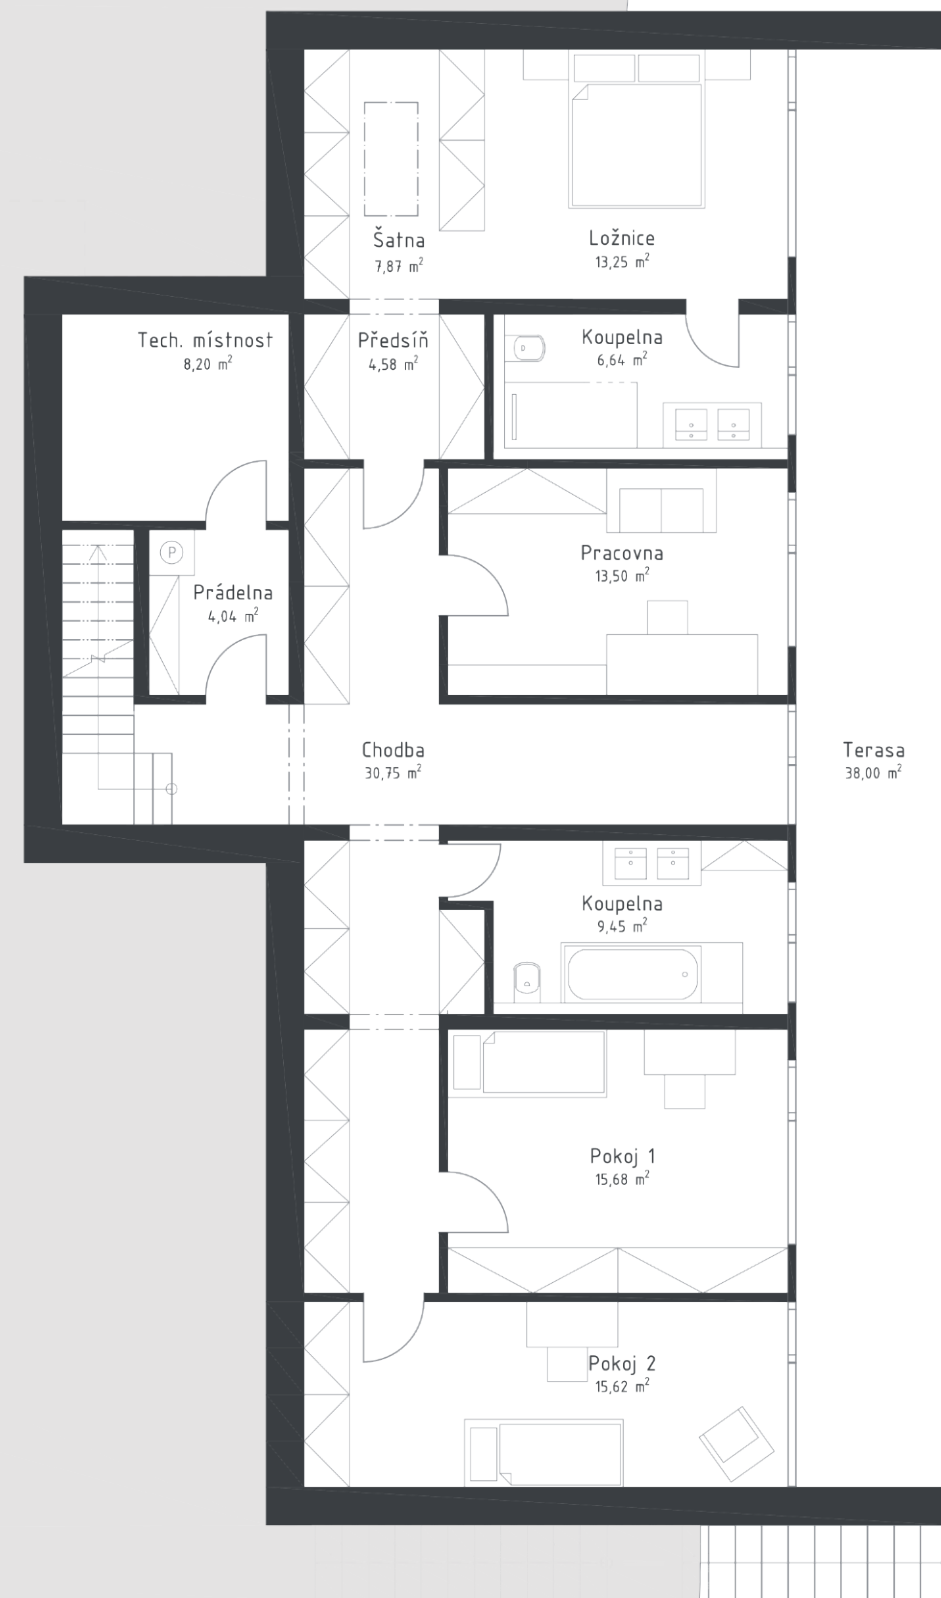 Šatna
7,87 m²
Ložnice
13,25 m²
Tech. místnost
8,20 m²
Předsíň
4,58 m²
Koupelna
6,64 m²
P
Prádelna
4,04 m²
Pracovna
13,50 m²
Chodba
30,75 m²
Terasa
38,00 m²
Koupelna
9,45 m²
Pokoj 1
15,68 m²
Pokoj 2
15,62 m²